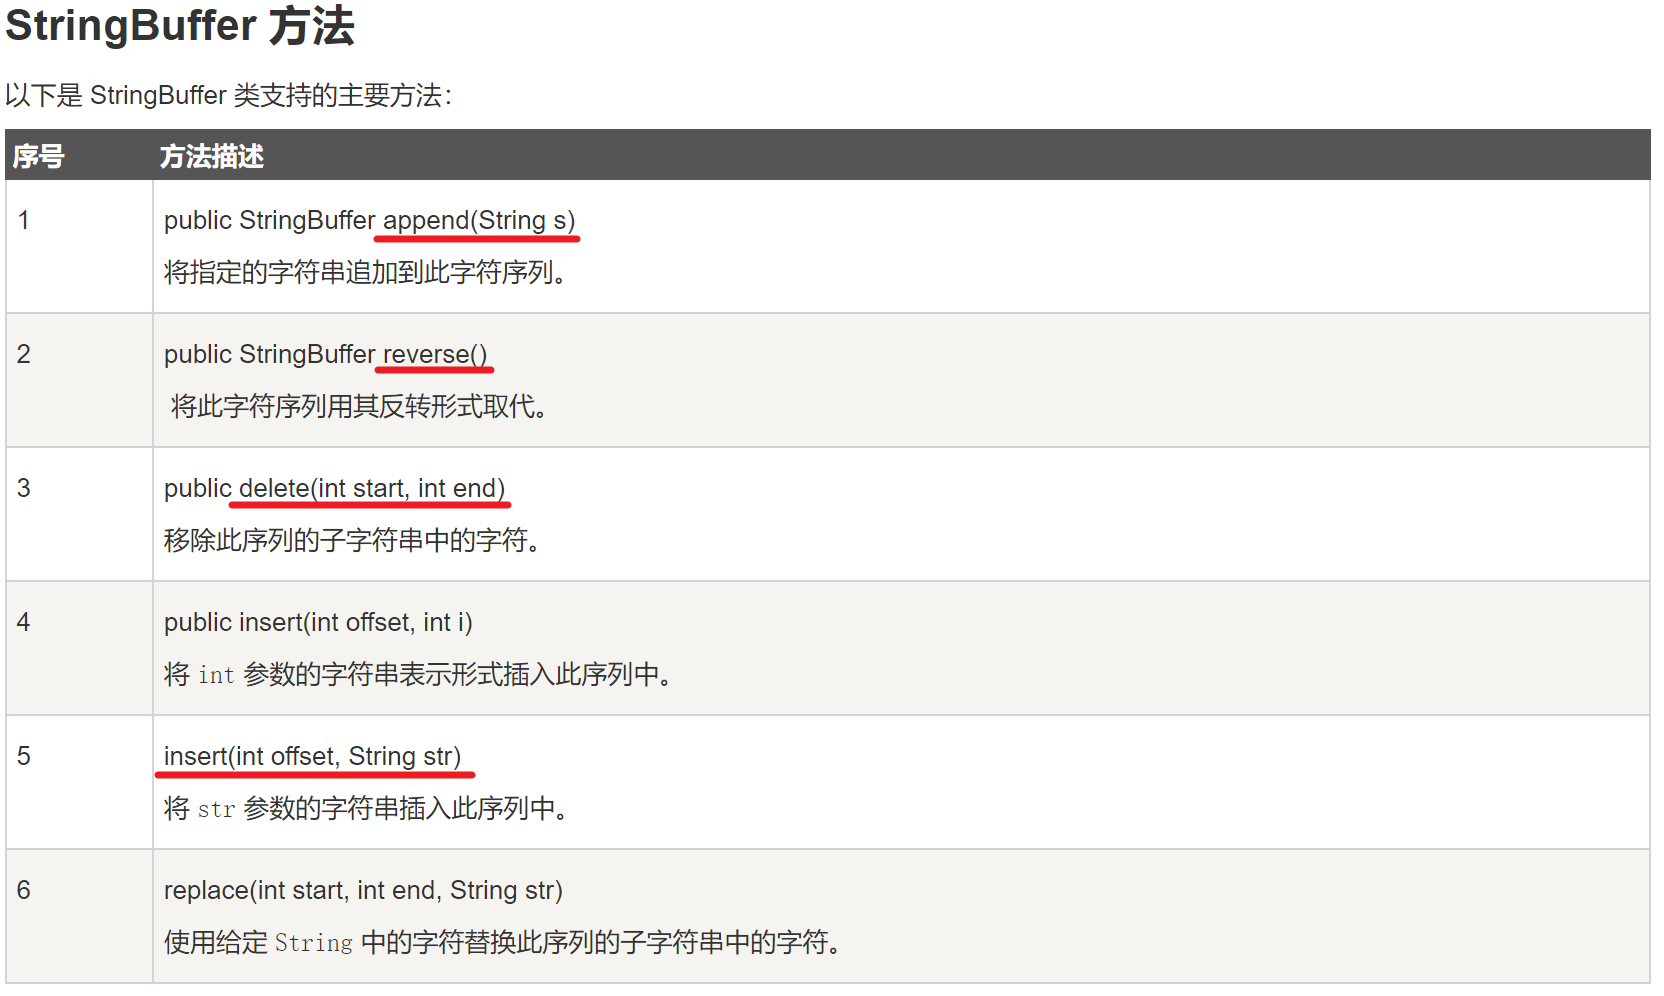 StringBuffer 方法
以下是 StringBuffer 类支持的主要方法：
序号 方法描述
1 public StringBuffer append(String s)
将指定的字符串追加到此字符序列。
2 public StringBuffer reverse()
将此字符序列用其反转形式取代。
3 public delete(int start, int end)
移除此序列的子字符串中的字符。
4 public insert(int offset, int i)
将 int 参数的字符串表示形式插入此序列中。
5 insert(int offset, String str)
将 str 参数的字符串插入此序列中。
6 replace(int start, int end, String str)
使用给定 String 中的字符替换此序列的子字符串中的字符。